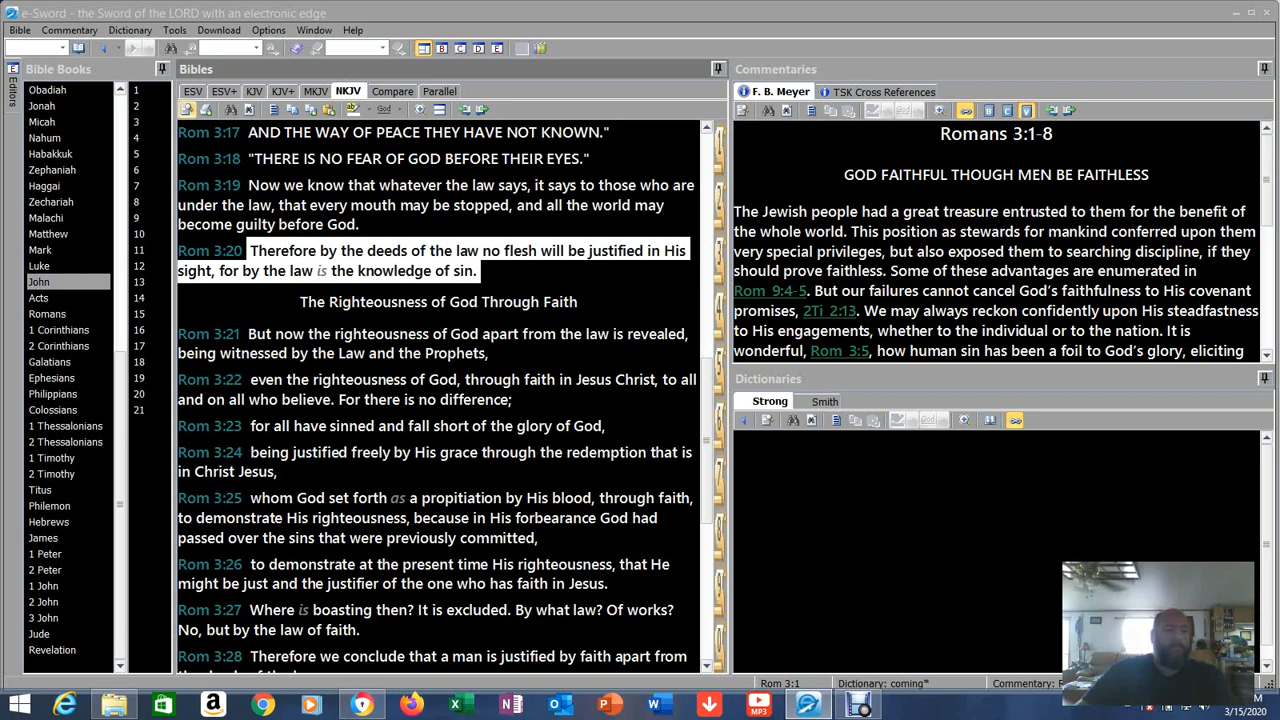 e-Sword - the Sword of the LORD with an electronic edge
Bible Commentary Dictionary Tools Download Options Window Help
B C D E
Editors
Bible Books
Obadiah
Jonah
Micah
Nahum
Habakkuk
Zephaniah
Haggai
Zechariah
Malachi
Matthew
Mark
Luke
John
Acts
Romans
1 Corinthians
2 Corinthians
Galatians
Ephesians
Philippians
Colossians
1 Thessalonians
2 Thessalonians
1 Timothy
2 Timothy
Titus
Philemon
Hebrews
James
1 Peter
2 Peter
1 John
2 John
3 John
Jude
Revelation
1
2
3
4
5
6
7
8
9
10
11
12
13
14
15
16
17
18
19
20
21
Bibles
ESV ESV+ KJV KJV+ MKJV NKJV Compare Parallel
God
Rom 3:17 AND THE WAY OF PEACE THEY HAVE NOT KNOWN."
Rom 3:18 "THERE IS NO FEAR OF GOD BEFORE THEIR EYES."
Rom 3:19 Now we know that whatever the law says, it says to those who are
under the law, that every mouth may be stopped, and all the world may
become guilty before God.
Rom 3:20 Therefore by the deeds of the law no flesh will be justified in His
sight, for by the law is the knowledge of sin.
The Righteousness of God Through Faith
Rom 3:21 But now the righteousness of God apart from the law is revealed,
being witnessed by the Law and the Prophets,
Rom 3:22 even the righteousness of God, through faith in Jesus Christ, to all
and on all who believe. For there is no difference;
Rom 3:23 for all have sinned and fall short of the glory of God,
Rom 3:24 being justified freely by His grace through the redemption that is
in Christ Jesus,
Rom 3:25 whom God set forth as a propitiation by His blood, through faith,
to demonstrate His righteousness, because in His forbearance God had
passed over the sins that were previously committed,
Rom 3:26 to demonstrate at the present time His righteousness, that He
might be just and the justifier of the one who has faith in Jesus.
Rom 3:27 Where is boasting then? It is excluded. By what law? Of works?
No, but by the law of faith.
Rom 3:28 Therefore we conclude that a man is justified by faith apart from
Commentaries
F. B. Meyer TSK Cross References
Romans 3:1-8
GOD FAITHFUL THOUGH MEN BE FAITHLESS
The Jewish people had a great treasure entrusted to them for the benefit of
the whole world. This position as stewards for mankind conferred upon them
very special privileges, but also exposed them to searching discipline, if they
should prove faithless. Some of these advantages are enumerated in
Rom 9:4-5. But our failures cannot cancel God's faithfulness to His covenant
promises, 2Ti 2:13. We may always reckon confidently upon His steadfastness
to His engagements, whether to the individual or to the nation. It is
wonderful, Rom 3:5, how human sin has been a foil to God's glory, eliciting
Dictionaries
Strong Smith
Rom 3:1 Dictionary: coming*
MP3
3/15/2020